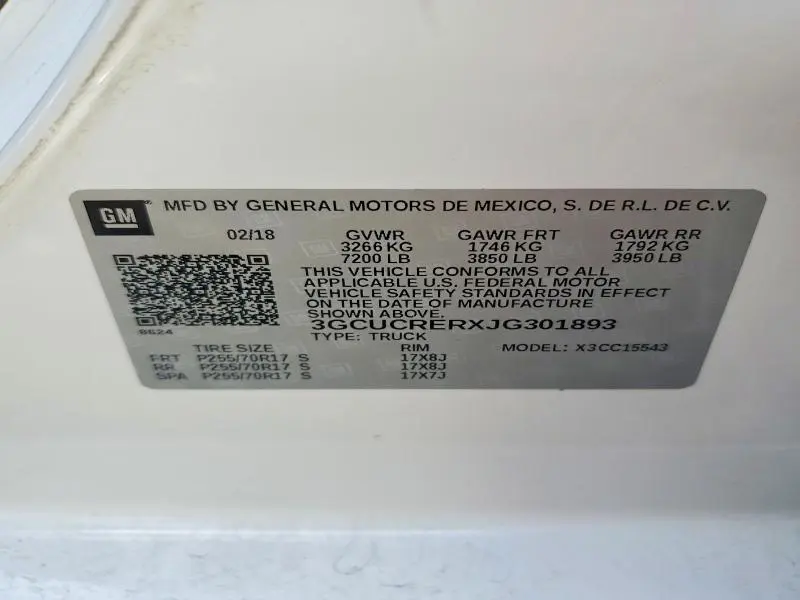 GM ® MFD BY GENERAL MOTORS DE MEXICO, S. DE R.L. DE C.V.
02/18 GVWR GAWR FRT GAWR RR
3266 KG 1746 KG 1792 KG
7200 LB 3850 LB 3950 LB
THIS VEHICLE CONFORMS TO ALL
APPLICABLE U.S. FEDERAL MOTOR
VEHICLE SAFETY STANDARDS IN EFFECT
ON THE DATE OF MANUFACTURE
SHOWN ABOVE.
3GCUCRERXJG301893
8624
TYPE: TRUCK
TIRE SIZE RIM MODEL: X3CC15543
FRT P255/70R17 S 17X8J
RR P255/70R17 S 17X8J
SPA P255/70R17 S 17X7J